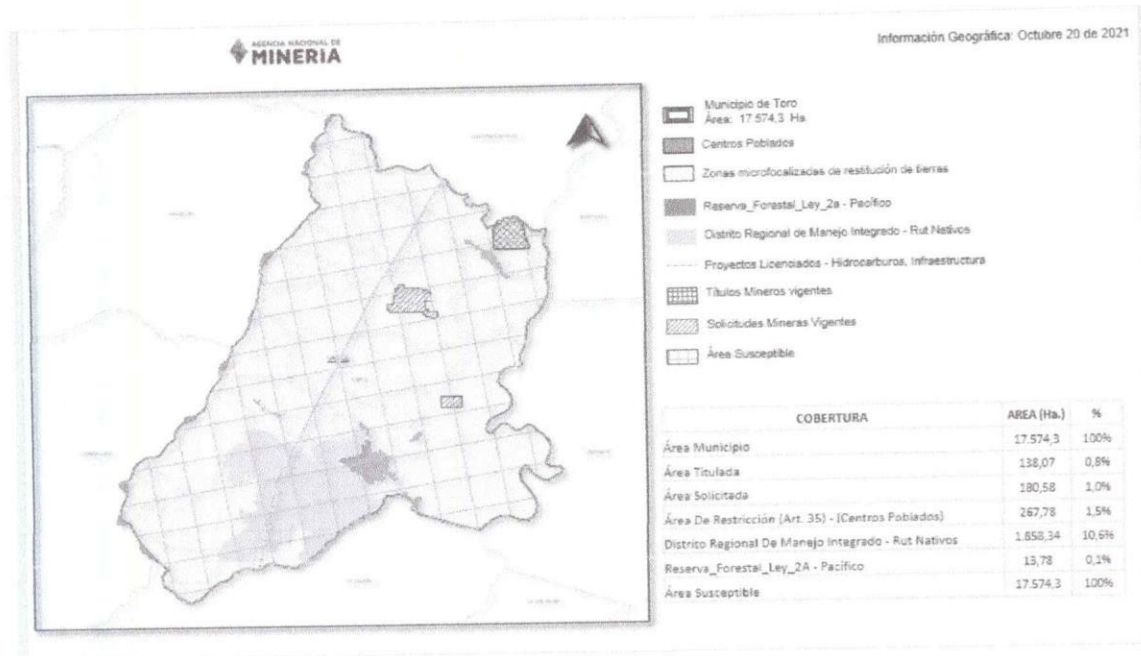 AGENCIA NACIONAL DE
MINERÍA
Información Geográfica: Octubre 20 de 2021
Municipio de Toro
Área: 17.574,3 Ha
Centros Poblados
Zonas microfocalizadas de restitución de tierras
Reserva_Forestal_Ley_2a - Pacífico
Distrito Regional de Manejo Integrado - Rut Nativos
Proyectos Licenciados - Hidrocarburos, Infraestructura
Títulos Mineros vigentes
Solicitudes Mineras Vigentes
Área Susceptible
COBERTURA AREA (Ha.) %
Área Municipio 17.574,3 100%
Área Titulada 138,07 0,8%
Área Solicitada 180,58 1,0%
Área De Restricción (Art. 35) - (Centros Poblados) 267,78 1,5%
Distrito Regional De Manejo Integrado - Rut Nativos 1.858,34 10,6%
Reserva_Forestal_Ley_2A - Pacífico 13,78 0,1%
Área Susceptible 17.574,3 100%